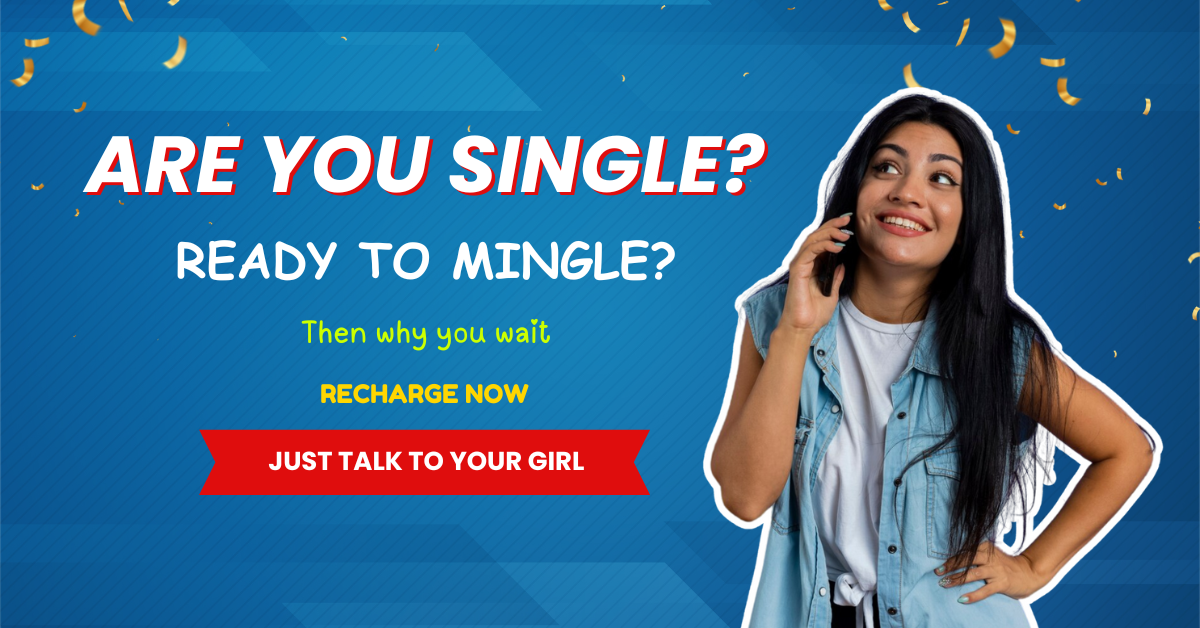 ARE YOU SINGLE?
READY TO MINGLE?
Then why you wait
RECHARGE NOW
JUST TALK TO YOUR GIRL